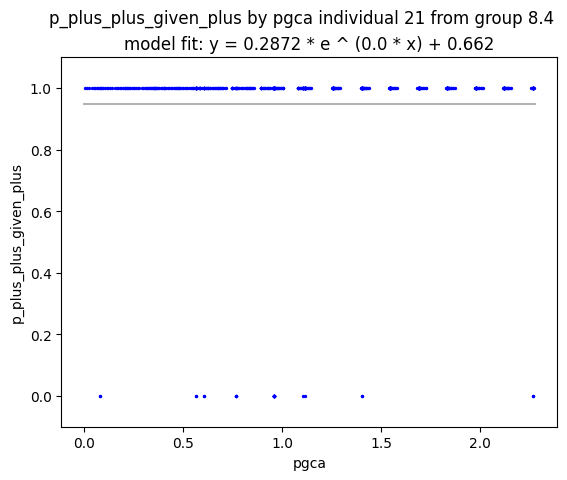 p_plus_plus_given_plus by pgca individual 21 from group 8.4
model fit: y = 0.2872 * e ^ (0.0 * x) + 0.662
1.0
0.8
0.6
0.4
0.2
0.0
p_plus_plus_given_plus
0.0 0.5 1.0 1.5 2.0
pgca